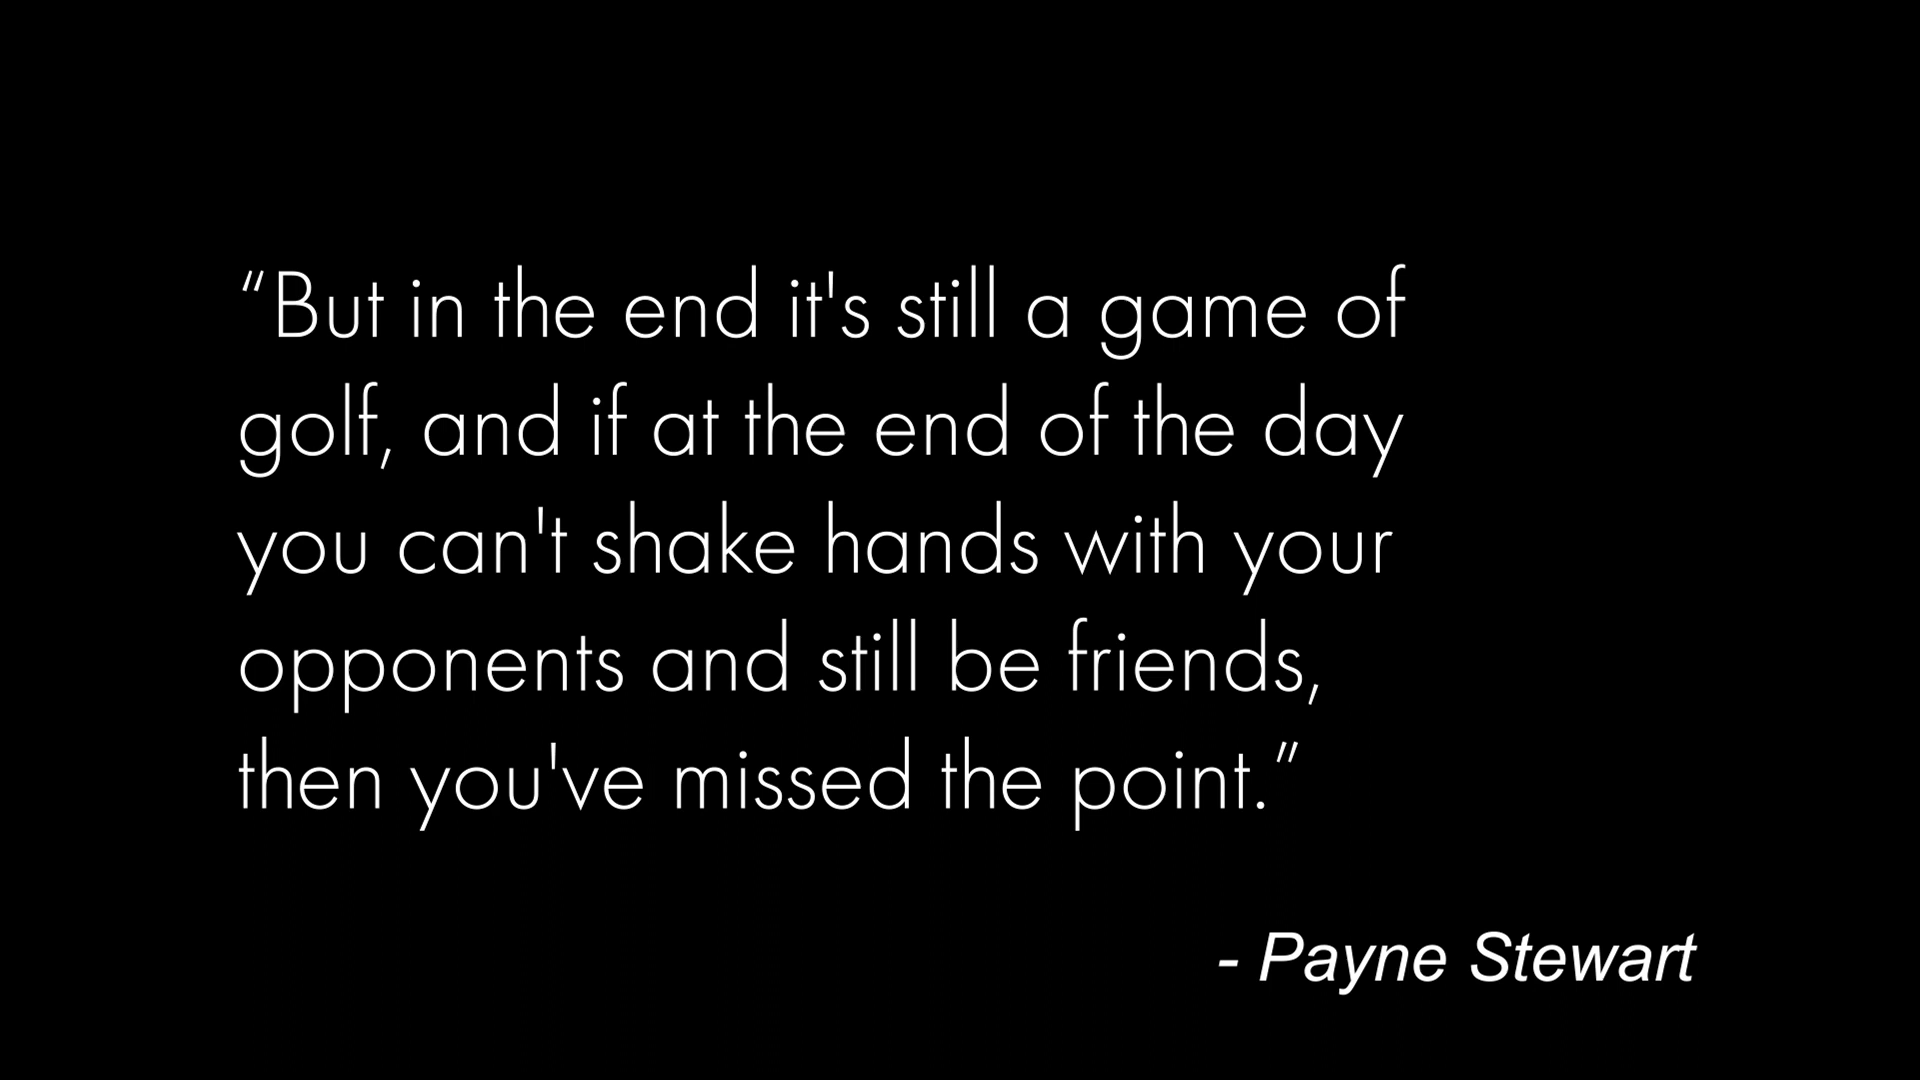 “But in the end it's still a game of
golf, and if at the end of the day
you can't shake hands with your
opponents and still be friends,
then you've missed the point.”
- Payne Stewart